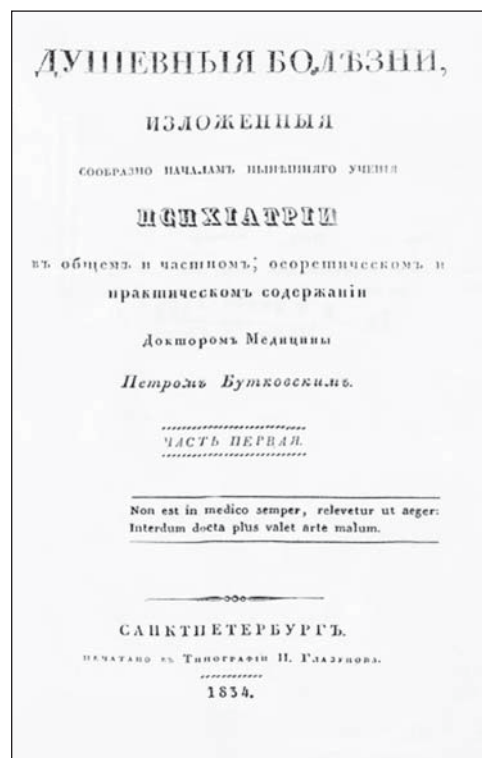 ДУШЕВНЫЯ БОЛѢЗНИ,
ИЗЛОЖЕННЫЯ
СООБРАЗНО НАЧАЛАМЪ НЫНѢШНЯГО УЧЕНІЯ
ПСИХІАТРІИ
въ общемъ и частномъ; ѳеоретическомъ и
практическомъ содержаніи
Докторомъ Медицины
Петромъ Бутковскимъ.
ЧАСТЬ ПЕРВАЯ.
Non est in medico semper, relevetur ut aeger:
Interdum docta plus valet arte malum.
САНКТПЕТЕРБУРГЪ.
ПЕЧАТАНО въ ТИПОГРАФІИ И. ГЛАЗУНОВА.
1834.